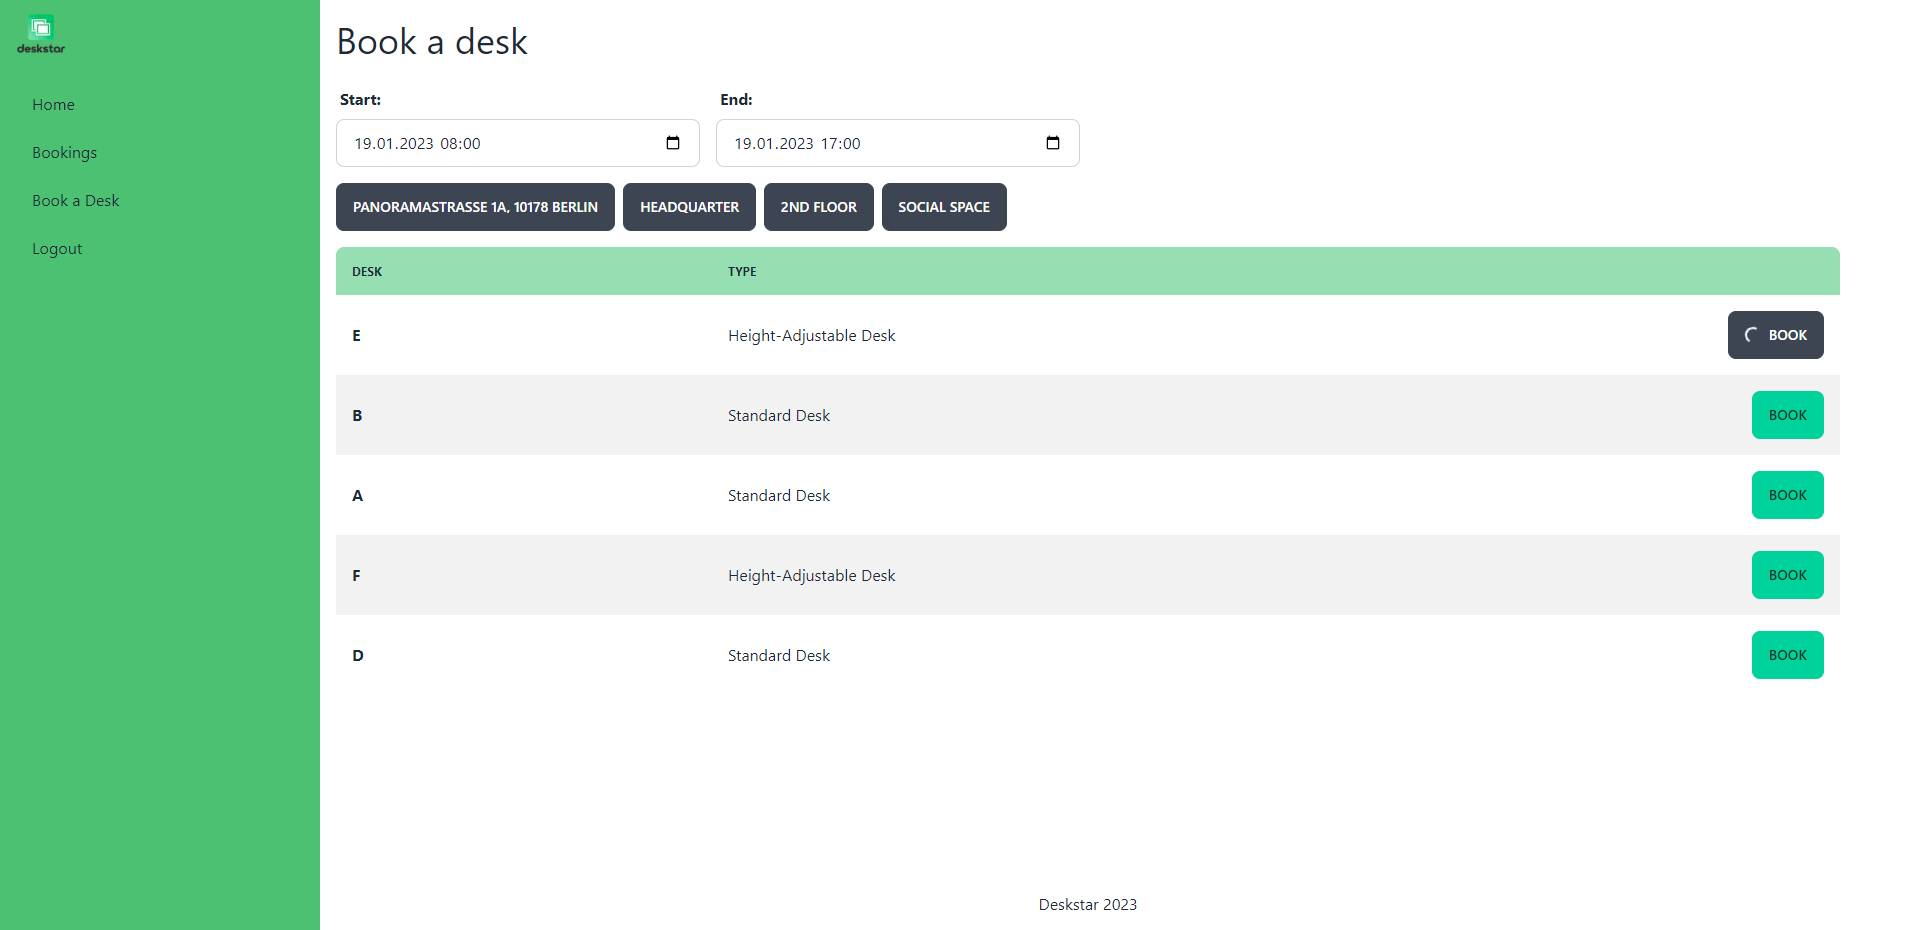 deskstar
Home
Bookings
Book a Desk
Logout
Book a desk
Start: End:
19.01.2023 08:00 19.01.2023 17:00
PANORAMASTRASSE 1A, 10178 BERLIN HEADQUARTER 2ND FLOOR SOCIAL SPACE
DESK TYPE
E Height-Adjustable Desk BOOK
B Standard Desk BOOK
A Standard Desk BOOK
F Height-Adjustable Desk BOOK
D Standard Desk BOOK
Deskstar 2023